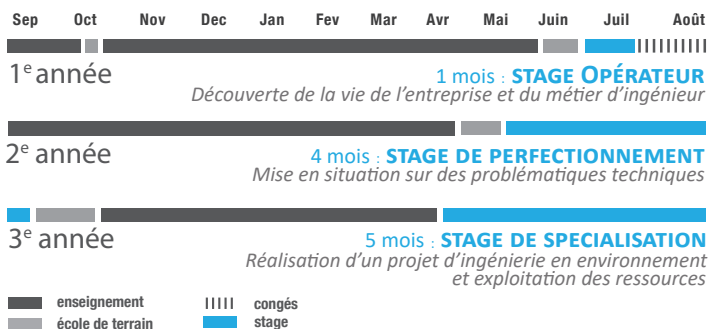 Sep Oct Nov Dec Jan Fev Mar Avr Mai Juin Juil Août
1e année
1 mois : STAGE OPÉRATEUR
Découverte de la vie de l'entreprise et du métier d'ingénieur
2e année
4 mois : STAGE DE PERFECTIONNEMENT
Mise en situation sur des problématiques techniques
3e année
5 mois : STAGE DE SPECIALISATION
Réalisation d'un projet d'ingénierie en environnement
et exploitation des ressources
enseignement congés
école de terrain stage